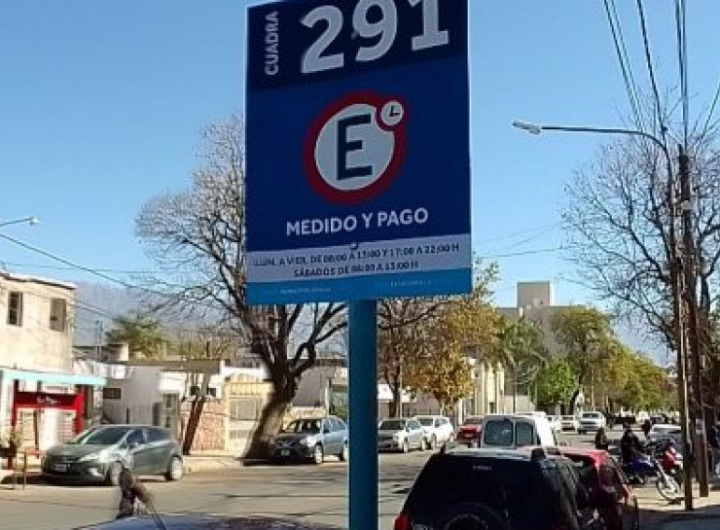 CUADRA 291
E
MEDIDO Y PAGO
LUN. A VIER. DE 08:00 A 13:00 Y 17:00 A 22:00 H
SÁBADOS DE 08:00 A 13:00 H